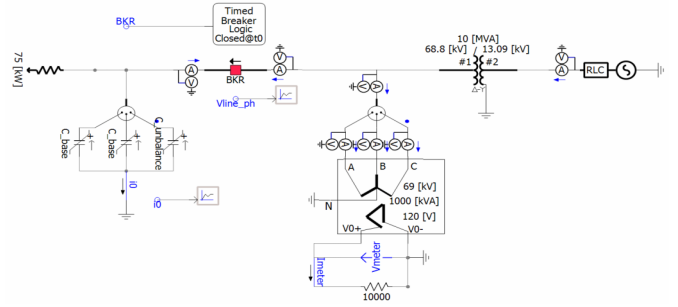 Timed
Breaker
Logic
Closed@t0
BKR
10 [MVA]
68.8 [kV] / 13.09 [kV]
#1 #2
A
V
V
A
BKR
V
A
RLC
75 [kW]
Vline_ph
Δ-Y
V
A
C_base
C_base
C_unbalance
V
A
V
A
V
A
A
B
C
i0
i0
69 [kV]
1000 [kVA]
120 [V]
N
V0+
V0-
Imeter
Vmeter
10000